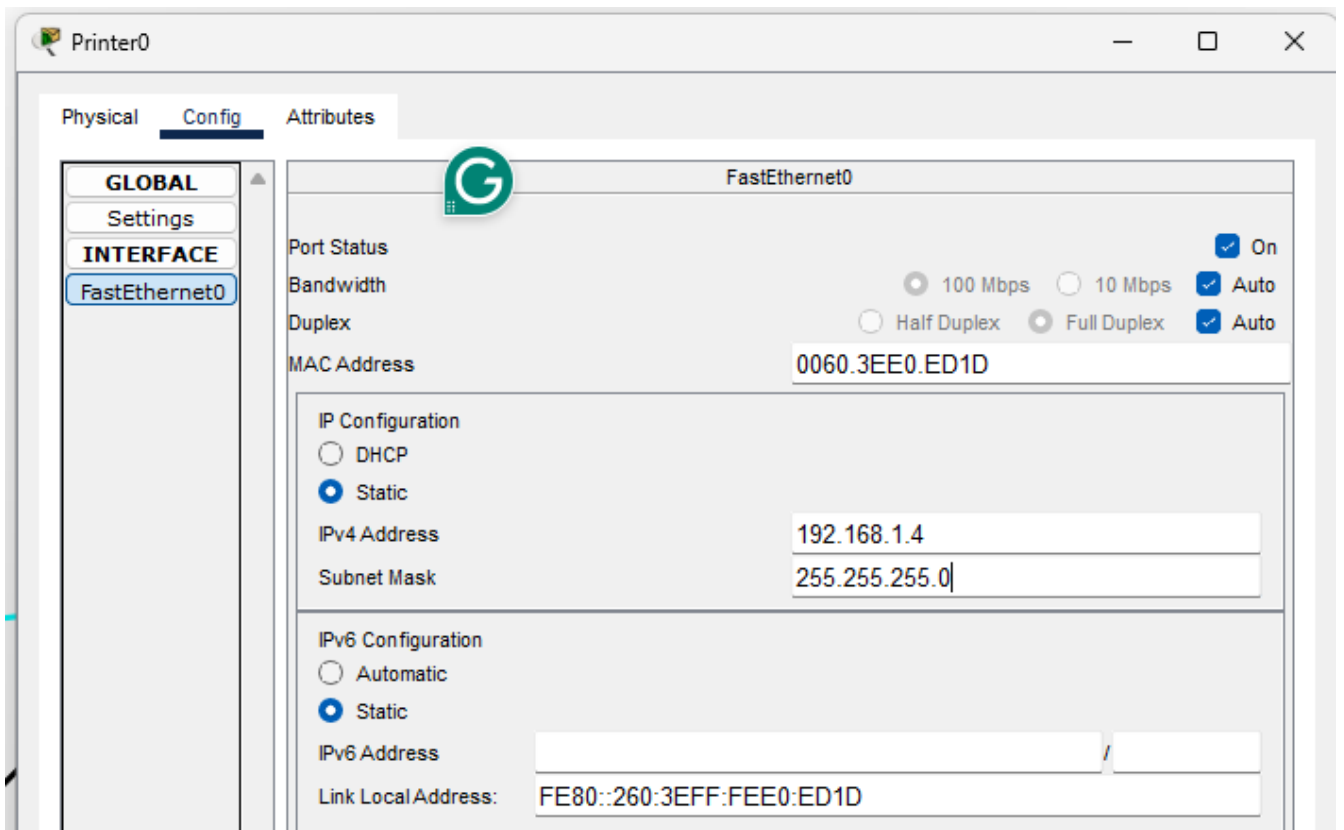 Printer0
Physical Config Attributes
GLOBAL
Settings
INTERFACE
FastEthernet0
FastEthernet0
Port Status On
Bandwidth 100 Mbps 10 Mbps Auto
Duplex Half Duplex Full Duplex Auto
MAC Address 0060.3EE0.ED1D
IP Configuration
DHCP
Static
IPv4 Address 192.168.1.4
Subnet Mask 255.255.255.0
IPv6 Configuration
Automatic
Static
IPv6 Address /
Link Local Address: FE80::260:3EFF:FEE0:ED1D